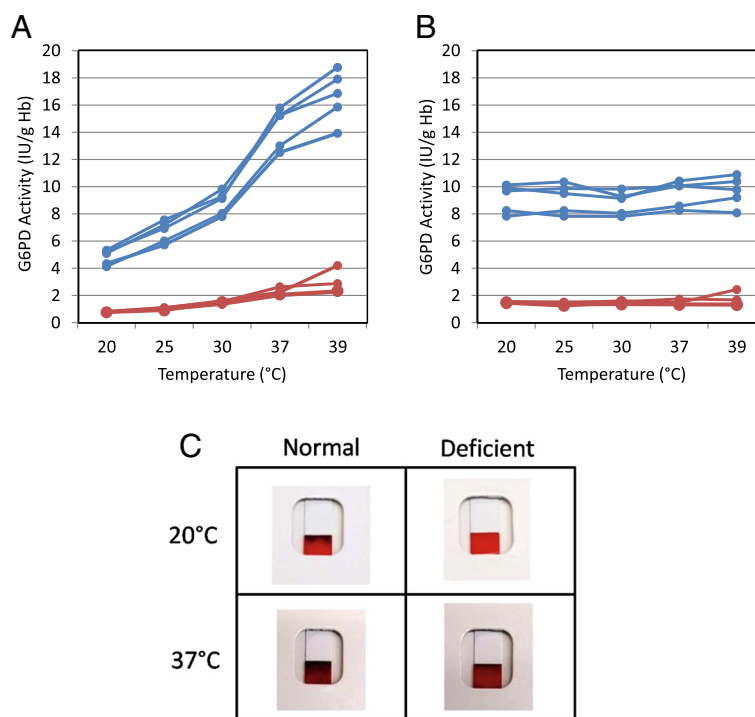 A
20
18
16
14
12
10
8
6
4
2
0
G6PD Activity (IU/g Hb)
20 25 30 37 39
Temperature (°C)
B
20
18
16
14
12
10
8
6
4
2
0
G6PD Activity (IU/g Hb)
20 25 30 37 39
Temperature (°C)
C
Normal Deficient
20°C
37°C